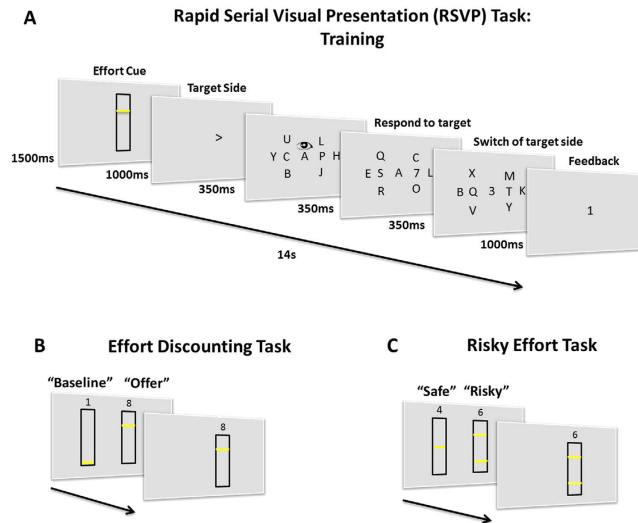 A
Rapid Serial Visual Presentation (RSVP) Task:
Training
Effort Cue
1500ms
Target Side
>
1000ms
U L
Y C A P H
B J
350ms
Respond to target
Q C
E S A 7 L
R O
350ms
Switch of target side
X M
B Q 3 T K
V Y
350ms
Feedback
1
1000ms
14s
B
Effort Discounting Task
"Baseline" "Offer"
1 8
8
C
Risky Effort Task
"Safe" "Risky"
4 6
6